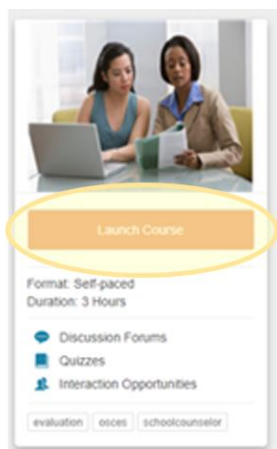 Launch Course
Format: Self-paced
Duration: 3 Hours
Discussion Forums
Quizzes
Interaction Opportunities
evaluation osces schoolcounselor